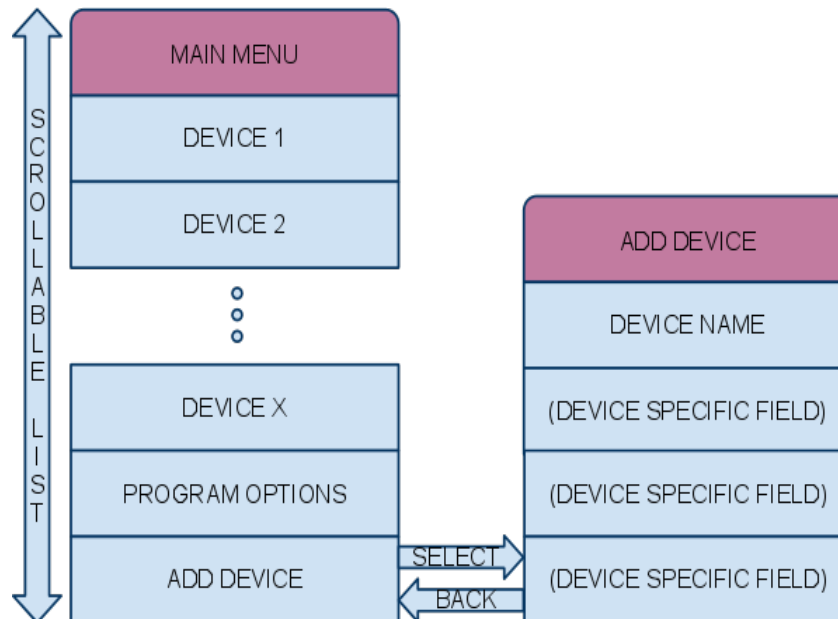 SCROLLABLE LIST
MAIN MENU
DEVICE 1
DEVICE 2
DEVICE X
PROGRAM OPTIONS
ADD DEVICE
SELECT
BACK
ADD DEVICE
DEVICE NAME
(DEVICE SPECIFIC FIELD)
(DEVICE SPECIFIC FIELD)
(DEVICE SPECIFIC FIELD)